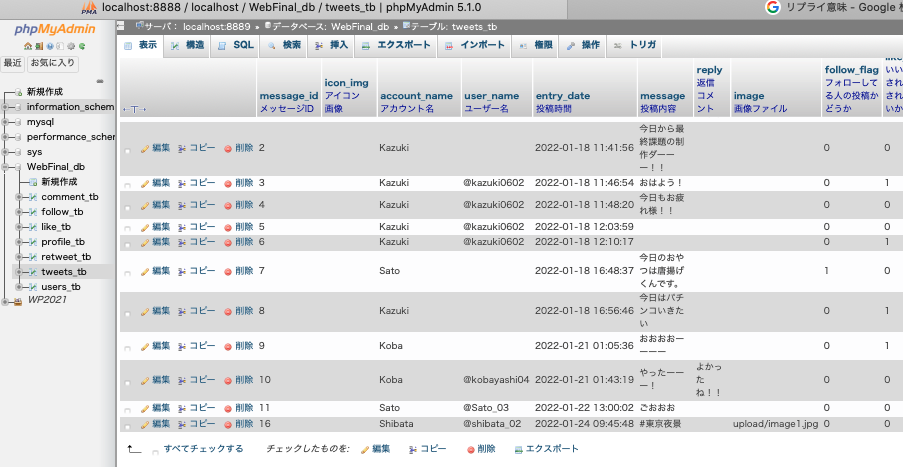 localhost:8888 / localhost / WebFinal_db / tweets_tb | phpMyAdmin 5.1.0
リプライ意味 - Google 検
phpMyAdmin
最近 お気に入り
新規作成
information_schem
mysql
performance_scher
sys
WebFinal_db
新規作成
comment_tb
follow_tb
like_tb
profile_tb
retweet_tb
tweets_tb
users_tb
WP2021
サーバ: localhost:8889 » データベース: WebFinal_db » テーブル: tweets_tb
表示 構造 SQL 検索 挿入 エクスポート インポート 権限 操作 トリガ
←T→
message_id
メッセージID
icon_img
アイコン
画像
account_name
アカウント名
user_name
ユーザー名
entry_date
投稿時間
message
投稿内容
reply
返信
コメ
ント
image
画像ファイル
follow_flag
フォローして
る人の投稿か
どうか
like
いい
され
いか
編集 コピー 削除 2 Kazuki 2022-01-18 11:41:56 今日から最
終課題の制
作ダーー
ー！！ 0 0
編集 コピー 削除 3 Kazuki @kazuki0602 2022-01-18 11:46:54 おはよう！ 0 1
編集 コピー 削除 4 Kazuki @kazuki0602 2022-01-18 11:48:20 今日もお疲
れ様！！ 0 0
編集 コピー 削除 5 Kazuki @kazuki0602 2022-01-18 12:03:59 0 0
編集 コピー 削除 6 Kazuki @kazuki0602 2022-01-18 12:10:17 0 1
編集 コピー 削除 7 Sato 2022-01-18 16:48:37 今日のおや
つは唐揚げ
くんです。 1 0
編集 コピー 削除 8 Kazuki 2022-01-18 16:56:46 今日はパチ
ンコいきた
い 0 1
編集 コピー 削除 9 Koba 2022-01-21 01:05:36 おおおおー
ーーー 0 1
編集 コピー 削除 10 Koba @kobayashi04 2022-01-21 01:43:19 やったーー
ー！ よかっ
た
ね！！ 0 0
編集 コピー 削除 11 Sato @Sato_03 2022-01-22 13:00:02 ごおおお 0 0
編集 コピー 削除 16 Shibata @shibata_02 2022-01-24 09:45:48 #東京夜景 upload/image1.jpg 0 0
すべてチェックする チェックしたものを: 編集 コピー 削除 エクスポート